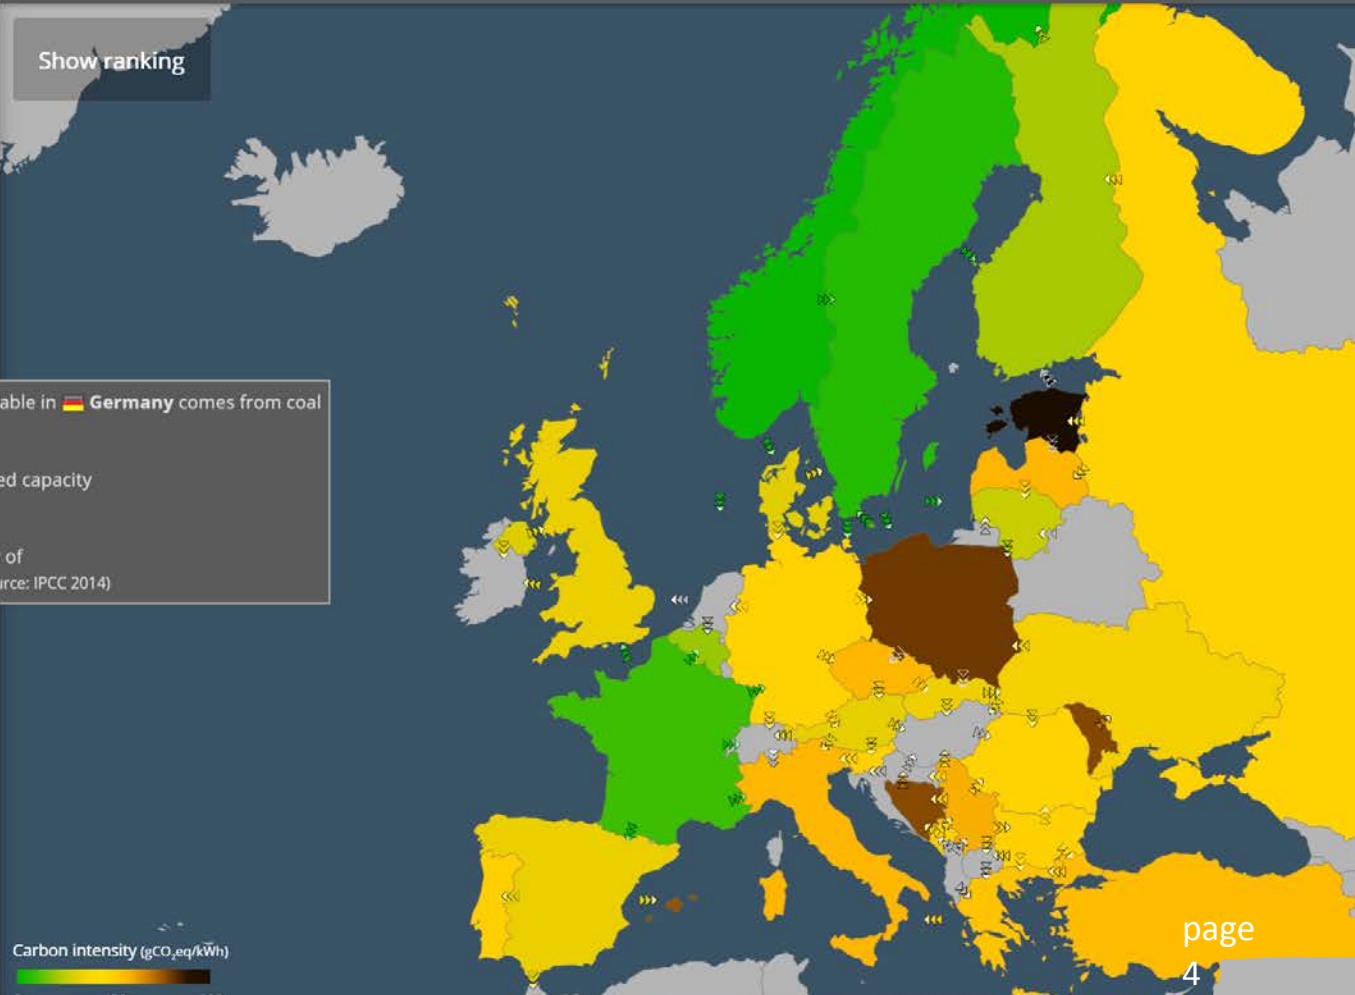 Show ranking
able in Germany comes from coal
ed capacity
of
urce: IPCC 2014)
Carbon intensity (gCO₂eq/kWh)
page
4